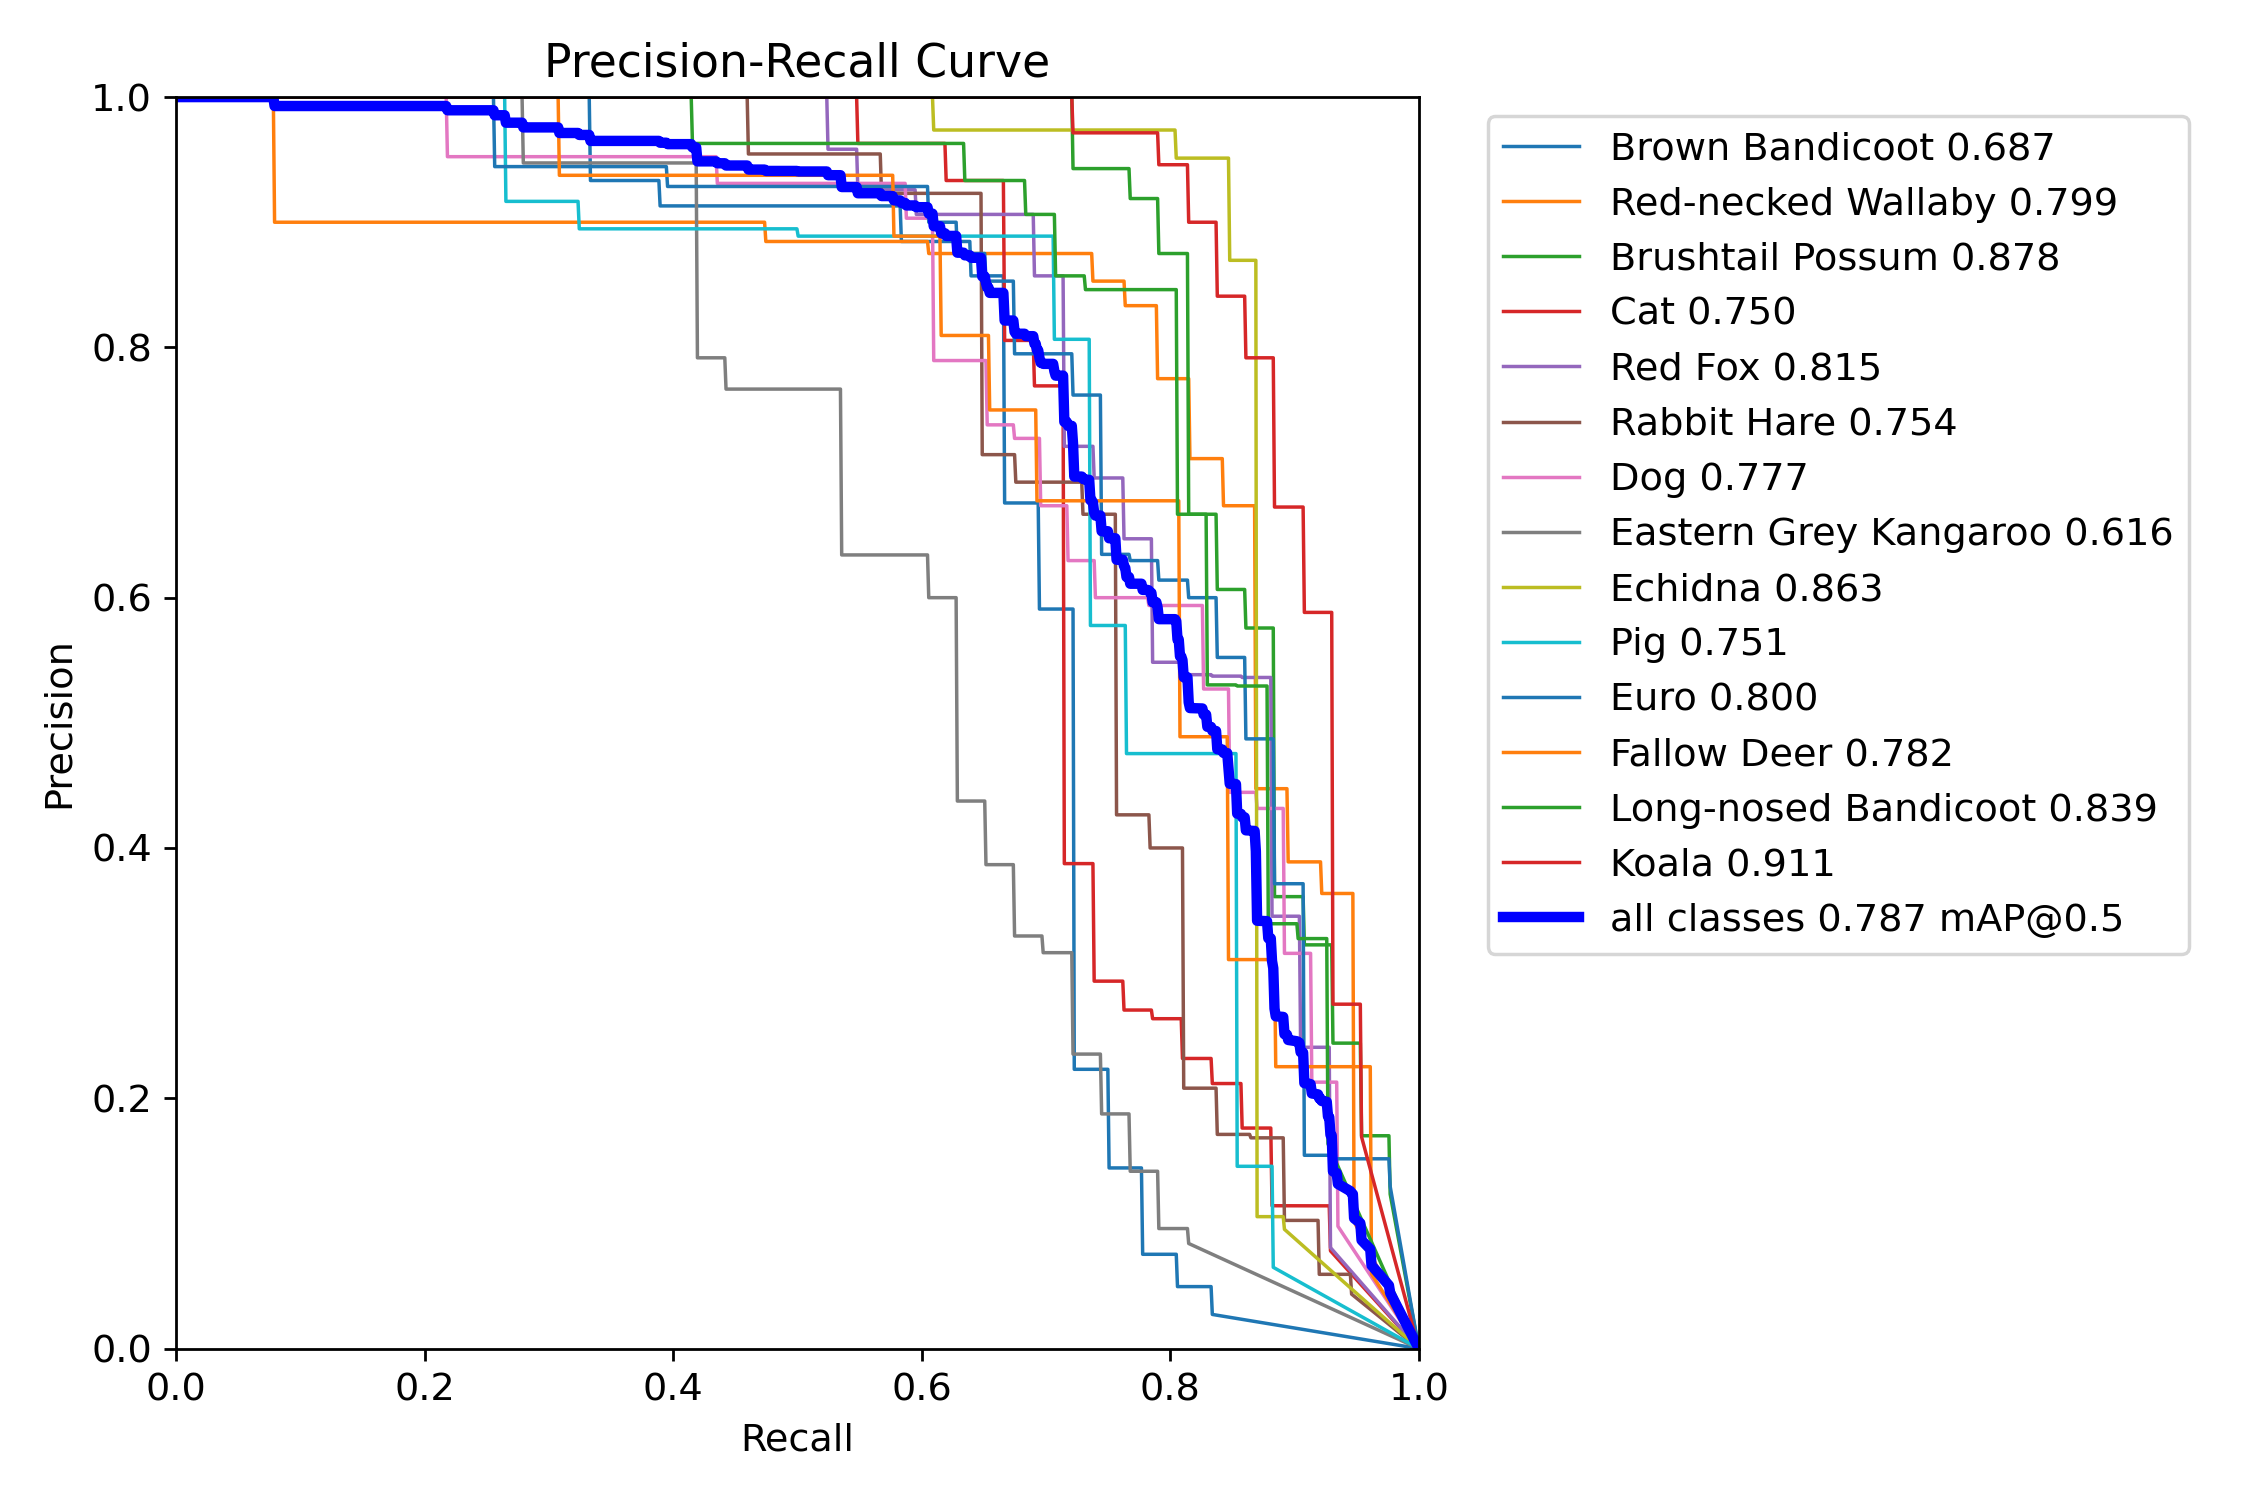 Precision-Recall Curve
1.0
0.8
0.6
0.4
0.2
0.0
Precision
0.0 0.2 0.4 0.6 0.8 1.0
Recall
Brown Bandicoot 0.687
Red-necked Wallaby 0.799
Brushtail Possum 0.878
Cat 0.750
Red Fox 0.815
Rabbit Hare 0.754
Dog 0.777
Eastern Grey Kangaroo 0.616
Echidna 0.863
Pig 0.751
Euro 0.800
Fallow Deer 0.782
Long-nosed Bandicoot 0.839
Koala 0.911
all classes 0.787 mAP@0.5